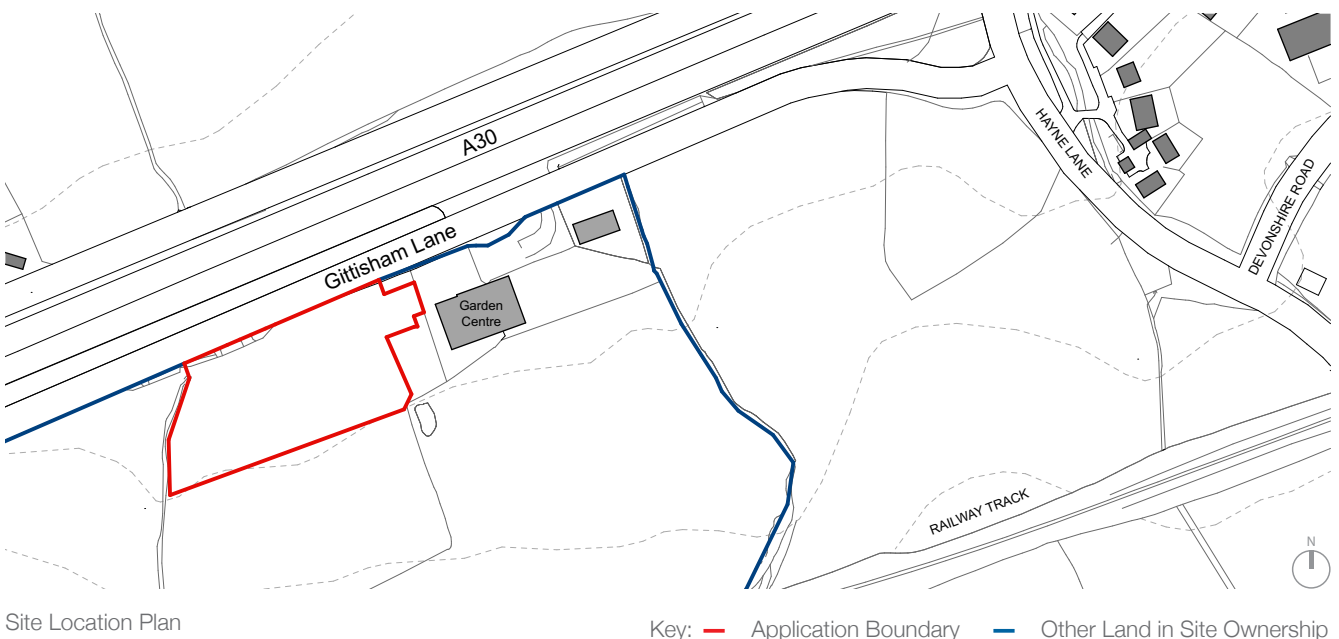 A30
HAYNE LANE
DEVONSHIRE ROAD
Gittisham Lane
Garden
Centre
RAILWAY TRACK
N
Site Location Plan
Key: Application Boundary Other Land in Site Ownership